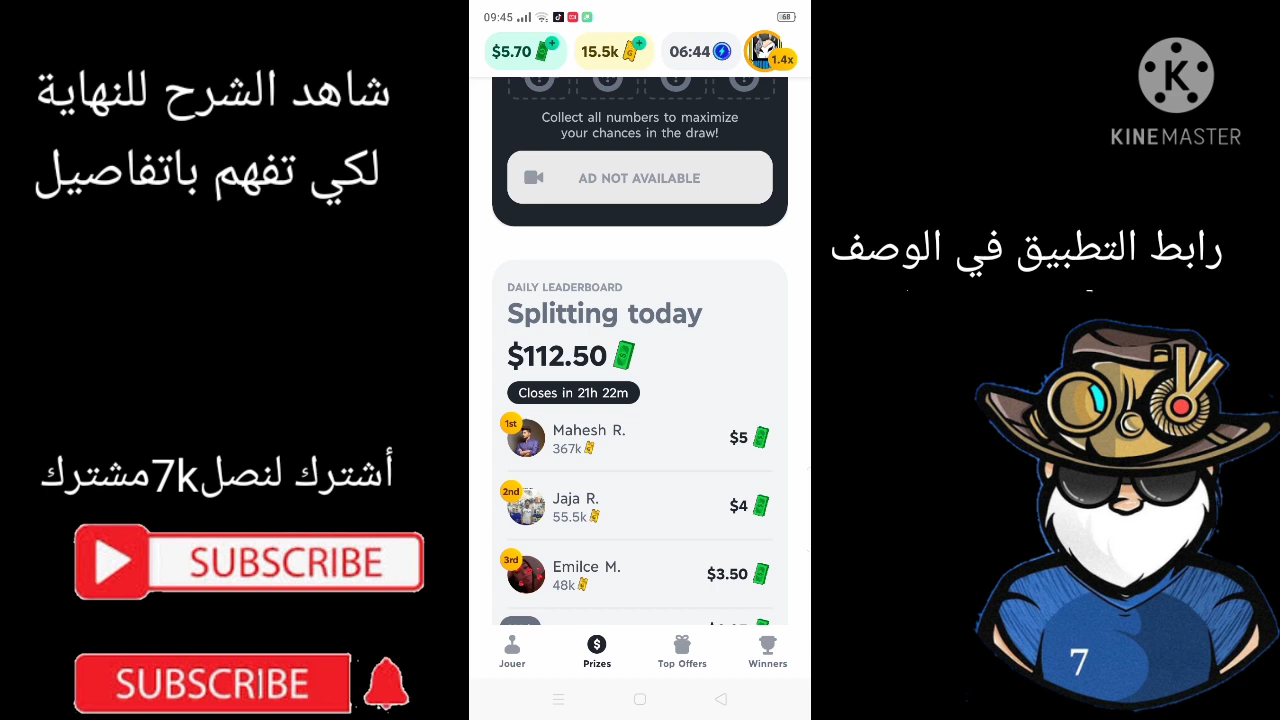 شاهد الشرح للنهاية
لكي تفهم باتفاصيل
أشترك لنصل7kمشترك
SUBSCRIBE
SUBSCRIBE
09:45
68
$5.70
15.5k
06:44
1.4x
Collect all numbers to maximize
your chances in the draw!
AD NOT AVAILABLE
DAILY LEADERBOARD
Splitting today
$112.50
Closes in 21h 22m
1st
Mahesh R.
367k
$5
2nd
Jaja R.
55.5k
$4
3rd
Emilce M.
48k
$3.50
Jouer
Prizes
Top Offers
Winners
K
KINEMASTER
رابط التطبيق في الوصف
7